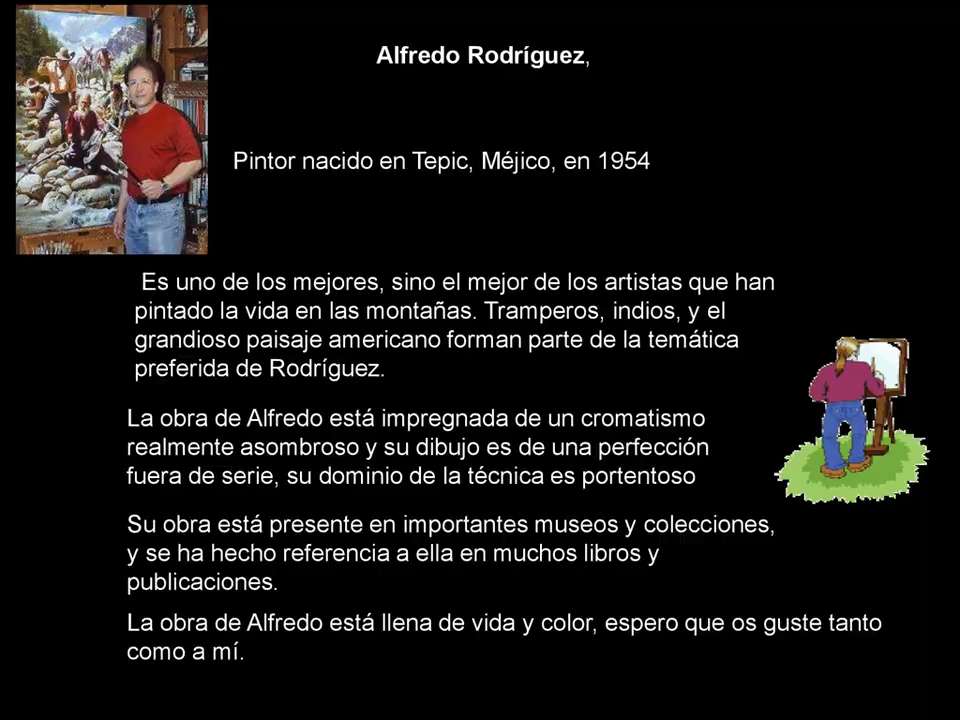 Alfredo Rodríguez,
Pintor nacido en Tepic, Méjico, en 1954
Es uno de los mejores, sino el mejor de los artistas que han
pintado la vida en las montañas. Tramperos, indios, y el
grandioso paisaje americano forman parte de la temática
preferida de Rodríguez.
La obra de Alfredo está impregnada de un cromatismo
realmente asombroso y su dibujo es de una perfección
fuera de serie, su dominio de la técnica es portentoso
Su obra está presente en importantes museos y colecciones,
y se ha hecho referencia a ella en muchos libros y
publicaciones.
La obra de Alfredo está llena de vida y color, espero que os guste tanto
como a mí.